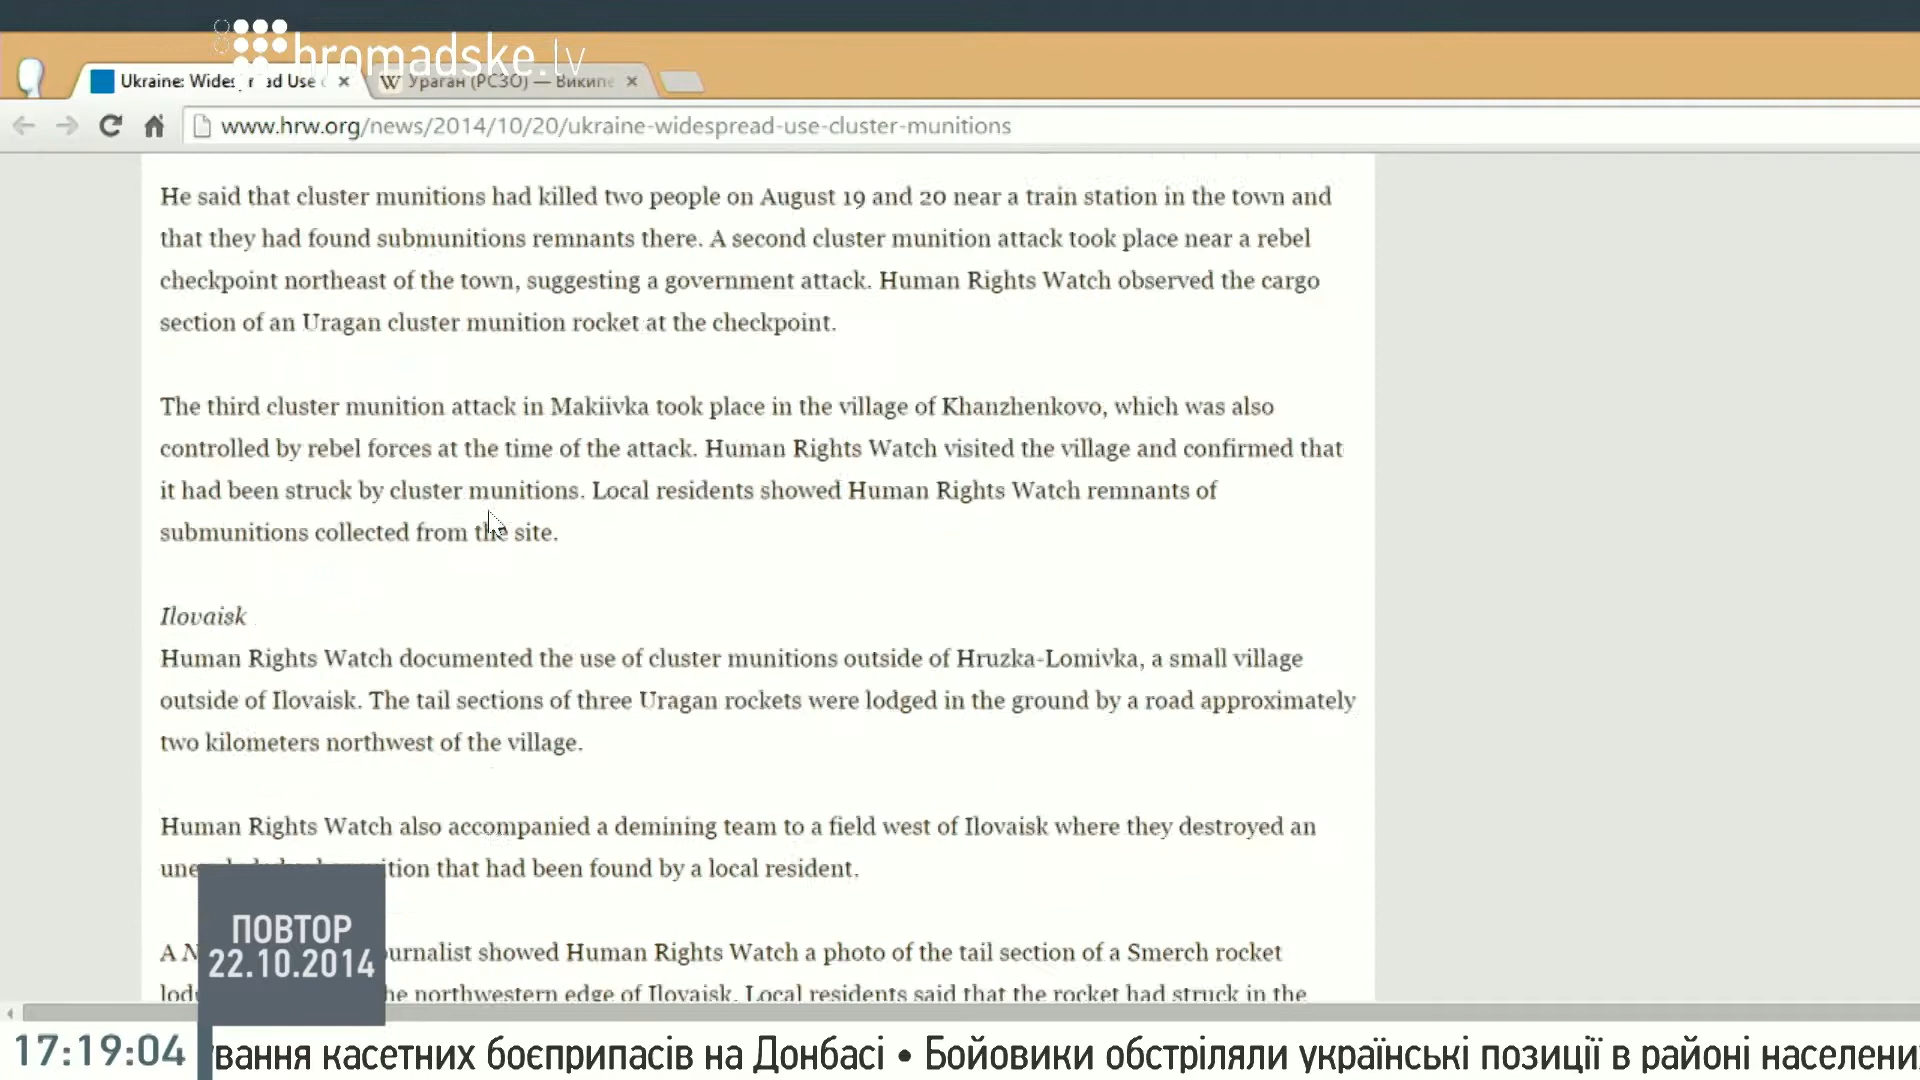 hromadske.tv
Ukraine: Wides
ad Use
Ураган (РСЗО) — Вікіпе
www.hrw.org/news/2014/10/20/ukraine-widespread-use-cluster-munitions
He said that cluster munitions had killed two people on August 19 and 20 near a train station in the town and
that they had found submunitions remnants there. A second cluster munition attack took place near a rebel
checkpoint northeast of the town, suggesting a government attack. Human Rights Watch observed the cargo
section of an Uragan cluster munition rocket at the checkpoint.
The third cluster munition attack in Makiivka took place in the village of Khanzhenkovo, which was also
controlled by rebel forces at the time of the attack. Human Rights Watch visited the village and confirmed that
it had been struck by cluster munitions. Local residents showed Human Rights Watch remnants of
submunitions collected from the site.
Ilovaisk
Human Rights Watch documented the use of cluster munitions outside of Hruzka-Lomivka, a small village
outside of Ilovaisk. The tail sections of three Uragan rockets were lodged in the ground by a road approximately
two kilometers northwest of the village.
Human Rights Watch also accompanied a demining team to a field west of Ilovaisk where they destroyed an
une ition that had been found by a local resident.
A N urnalist showed Human Rights Watch a photo of the tail section of a Smerch rocket
lod he northwestern edge of Ilovaisk. Local residents said that the rocket had struck in the
ПОВТОР
22.10.2014
17:19:04
вання касетних боєприпасів на Донбасі • Бойовики обстріляли українські позиції в районі населени